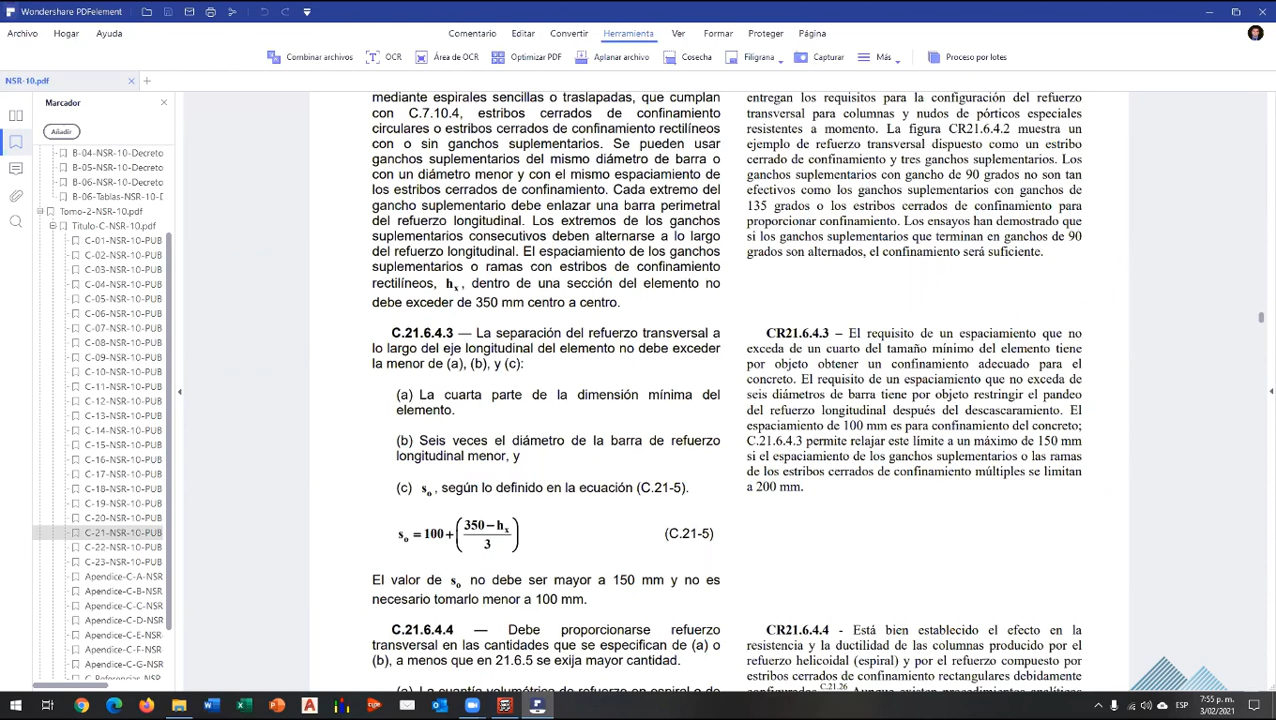 Wondershare PDFelement
Archivo Hogar Ayuda Comentario Editar Convertir Herramienta Ver Formar Proteger Página
Combinar archivos OCR Área de OCR Optimizar PDF Aplanar archivo Cosecha Filigrana Capturar Más Proceso por lotes
NSR-10.pdf
Marcador
Añadir
B-04-NSR-10-Decreto
B-05-NSR-10-Decreto
B-06-NSR-10-Decreto
B-06-Tablas-NSR-10-D
Tomo-2-NSR-10.pdf
Titulo-C-NSR-10.pdf
C-01-NSR-10-PUB
C-02-NSR-10-PUB
C-03-NSR-10-PUB
C-04-NSR-10-PUB
C-05-NSR-10-PUB
C-06-NSR-10-PUB
C-07-NSR-10-PUB
C-08-NSR-10-PUB
C-09-NSR-10-PUB
C-10-NSR-10-PUB
C-11-NSR-10-PUB
C-12-NSR-10-PUB
C-13-NSR-10-PUB
C-14-NSR-10-PUB
C-15-NSR-10-PUB
C-16-NSR-10-PUB
C-17-NSR-10-PUB
C-18-NSR-10-PUB
C-19-NSR-10-PUB
C-20-NSR-10-PUB
C-21-NSR-10-PUB
C-22-NSR-10-PUB
C-23-NSR-10-PUB
Apendice-C-A-NSR
Apendice-C-B-NSR
Apendice-C-C-NSR
Apendice-C-D-NSR
Apendice-C-E-NSR
Apendice-C-F-NSR
Apendice-C-G-NSR
C-Referencias-NSR
mediante espirales sencillas o traslapadas, que cumplan
con C.7.10.4, estribos cerrados de confinamiento
circulares o estribos cerrados de confinamiento rectilíneos
con o sin ganchos suplementarios. Se pueden usar
ganchos suplementarios del mismo diámetro de barra o
con un diámetro menor y con el mismo espaciamiento de
los estribos cerrados de confinamiento. Cada extremo del
gancho suplementario debe enlazar una barra perimetral
del refuerzo longitudinal. Los extremos de los ganchos
suplementarios consecutivos deben alternarse a lo largo
del refuerzo longitudinal. El espaciamiento de los ganchos
suplementarios o ramas con estribos de confinamiento
rectilíneos, hx, dentro de una sección del elemento no
debe exceder de 350 mm centro a centro.
C.21.6.4.3 — La separación del refuerzo transversal a
lo largo del eje longitudinal del elemento no debe exceder
la menor de (a), (b), y (c):
(a) La cuarta parte de la dimensión mínima del
elemento.
(b) Seis veces el diámetro de la barra de refuerzo
longitudinal menor, y
(c) so, según lo definido en la ecuación (C.21-5).
so = 100 + ((350 − hx) / 3) (C.21-5)
El valor de so no debe ser mayor a 150 mm y no es
necesario tomarlo menor a 100 mm.
C.21.6.4.4 — Debe proporcionarse refuerzo
transversal en las cantidades que se especifican de (a) o
(b), a menos que en 21.6.5 se exija mayor cantidad.
(a) La cuantía volumétrica de refuerzo en espiral o de
entregan los requisitos para la configuración del refuerzo
transversal para columnas y nudos de pórticos especiales
resistentes a momento. La figura CR21.6.4.2 muestra un
ejemplo de refuerzo transversal dispuesto como un estribo
cerrado de confinamiento y tres ganchos suplementarios. Los
ganchos suplementarios con gancho de 90 grados no son tan
efectivos como los ganchos suplementarios con ganchos de
135 grados o los estribos cerrados de confinamiento para
proporcionar confinamiento. Los ensayos han demostrado que
si los ganchos suplementarios que terminan en ganchos de 90
grados son alternados, el confinamiento será suficiente.
CR21.6.4.3 – El requisito de un espaciamiento que no
exceda de un cuarto del tamaño mínimo del elemento tiene
por objeto obtener un confinamiento adecuado para el
concreto. El requisito de un espaciamiento que no exceda de
seis diámetros de barra tiene por objeto restringir el pandeo
del refuerzo longitudinal después del descascaramiento. El
espaciamiento de 100 mm es para confinamiento del concreto;
C.21.6.4.3 permite relajar este límite a un máximo de 150 mm
si el espaciamiento de los ganchos suplementarios o las ramas
de los estribos cerrados de confinamiento múltiples se limitan
a 200 mm.
CR21.6.4.4 - Está bien establecido el efecto en la
resistencia y la ductilidad de las columnas producido por el
refuerzo helicoidal (espiral) y por el refuerzo compuesto por
estribos cerrados de confinamiento rectangulares debidamente
configurados C.21.26 Aunque existen procedimientos analíticos
ESP
7:55 p. m.
3/02/2021